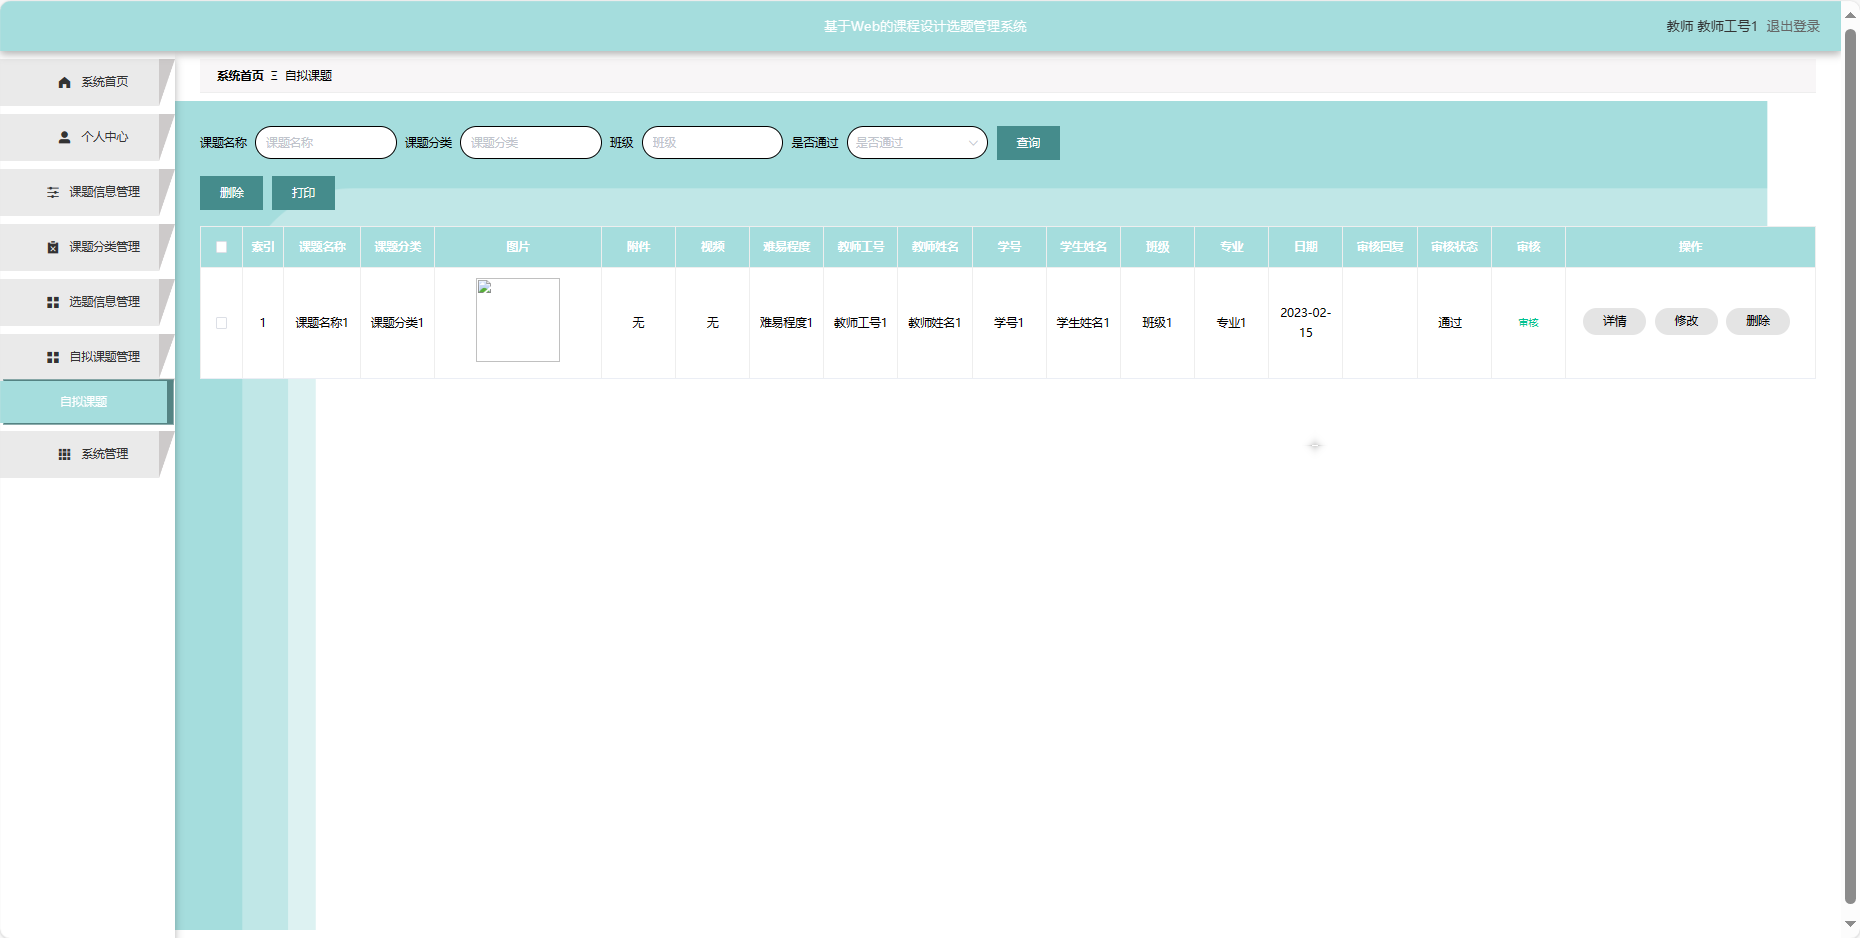 基于Web的课程设计选题管理系统
教师 教师工号1 退出登录
系统首页
个人中心
课题信息管理
课题分类管理
选题信息管理
自拟课题管理
自拟课题
系统管理
系统首页 Ξ 自拟课题
课题名称 课题名称 课题分类 课题分类 班级 班级 是否通过 是否通过 查询
删除 打印
索引 课题名称 课题分类 图片 附件 视频 难易程度 教师工号 教师姓名 学号 学生姓名 班级 专业 日期 审核回复 审核状态 审核 操作
1 课题名称1 课题分类1 无 无 难易程度1 教师工号1 教师姓名1 学号1 学生姓名1 班级1 专业1 2023-02-
15 通过 审核 详情 修改 删除